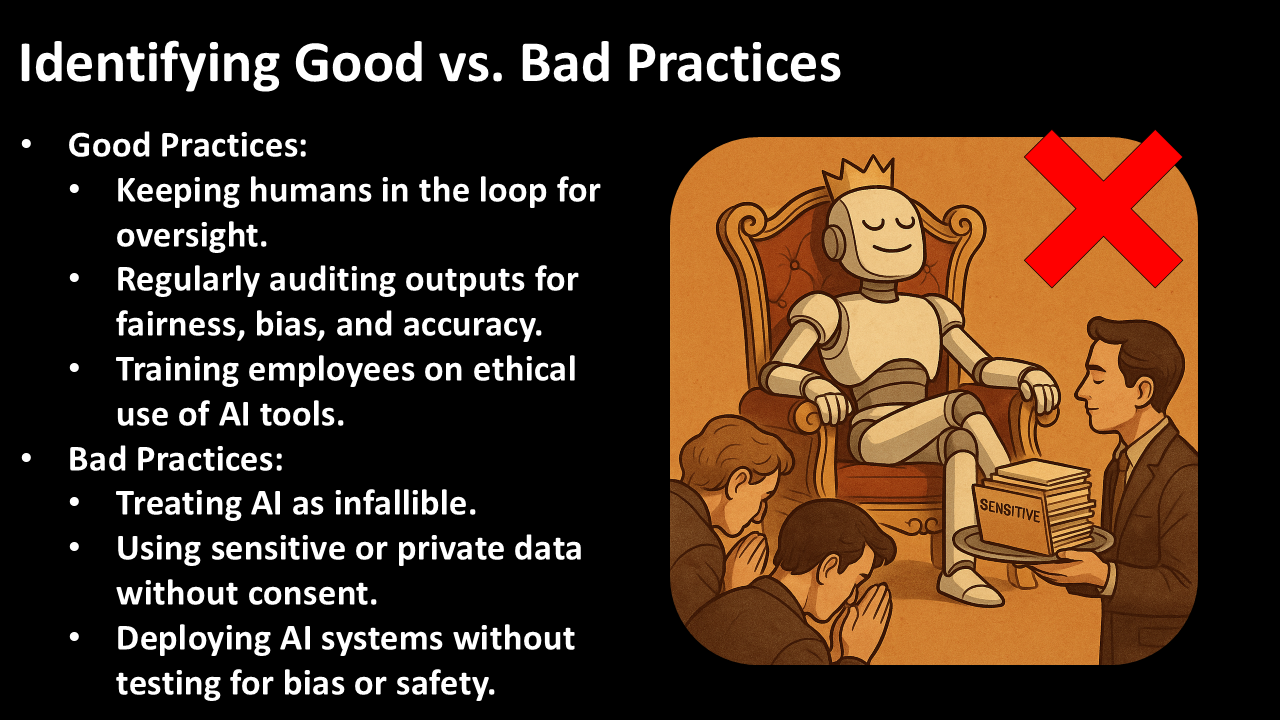 Identifying Good vs. Bad Practices
• Good Practices:
• Keeping humans in the loop for
oversight.
• Regularly auditing outputs for
fairness, bias, and accuracy.
• Training employees on ethical
use of AI tools.
• Bad Practices:
• Treating AI as infallible.
• Using sensitive or private data
without consent.
• Deploying AI systems without
testing for bias or safety.
SENSITIVE